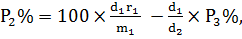 P₂% = 100 × d₁r₁/m₁ − d₁/d₂ × P₃%,